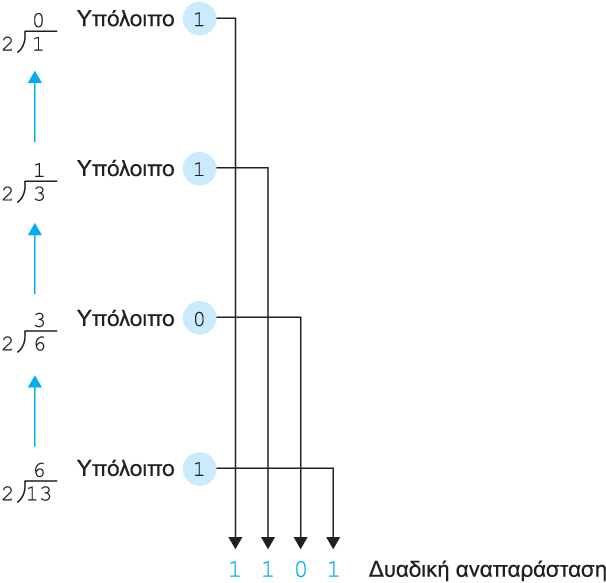 0 Υπόλοιπο 1
2 1
1 Υπόλοιπο 1
2 3
3 Υπόλοιπο 0
2 6
6 Υπόλοιπο 1
2 13
1 1 0 1 Δυαδική αναπαράσταση